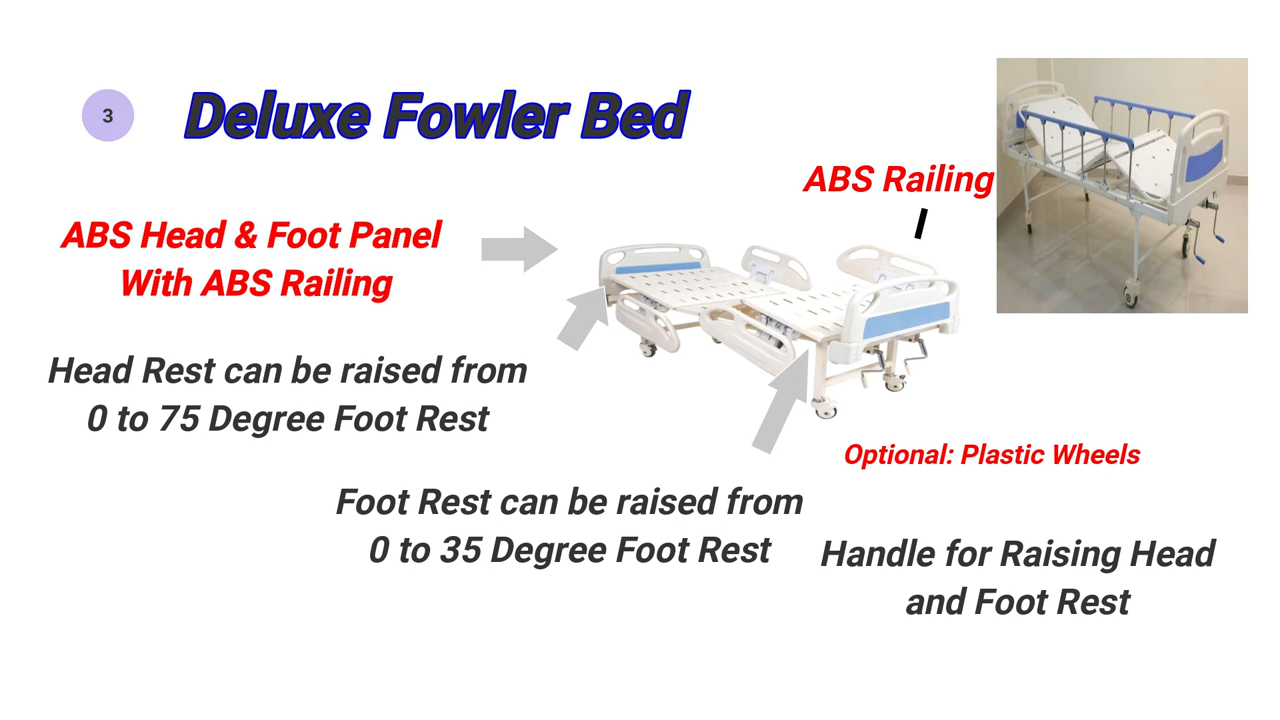 3
Deluxe Fowler Bed
ABS Railing
ABS Head & Foot Panel
With ABS Railing
Head Rest can be raised from
0 to 75 Degree Foot Rest
Optional: Plastic Wheels
Foot Rest can be raised from
0 to 35 Degree Foot Rest
Handle for Raising Head
and Foot Rest